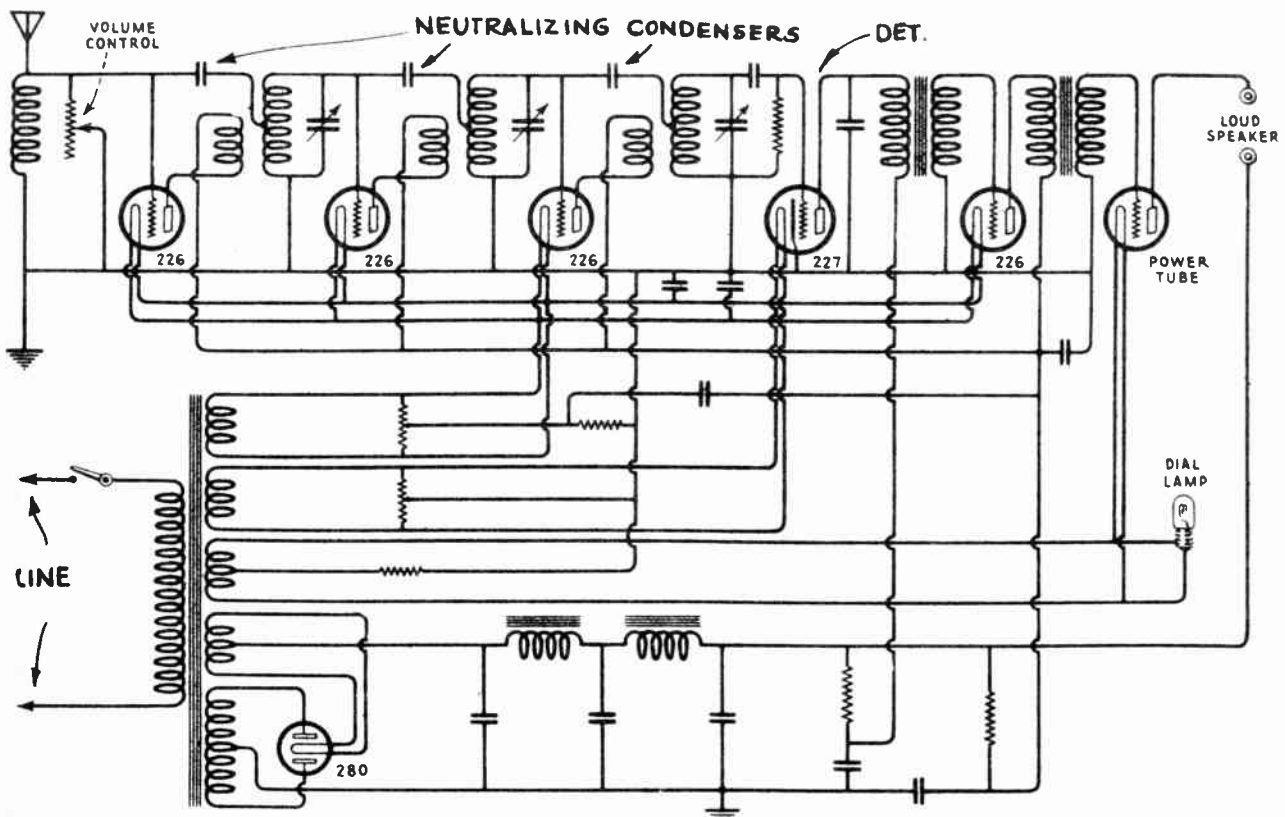 VOLUME
CONTROL
NEUTRALIZING CONDENSERS
DET.
LOUD
SPEAKER
226
226
226
227
226
POWER
TUBE
DIAL
LAMP
LINE
280